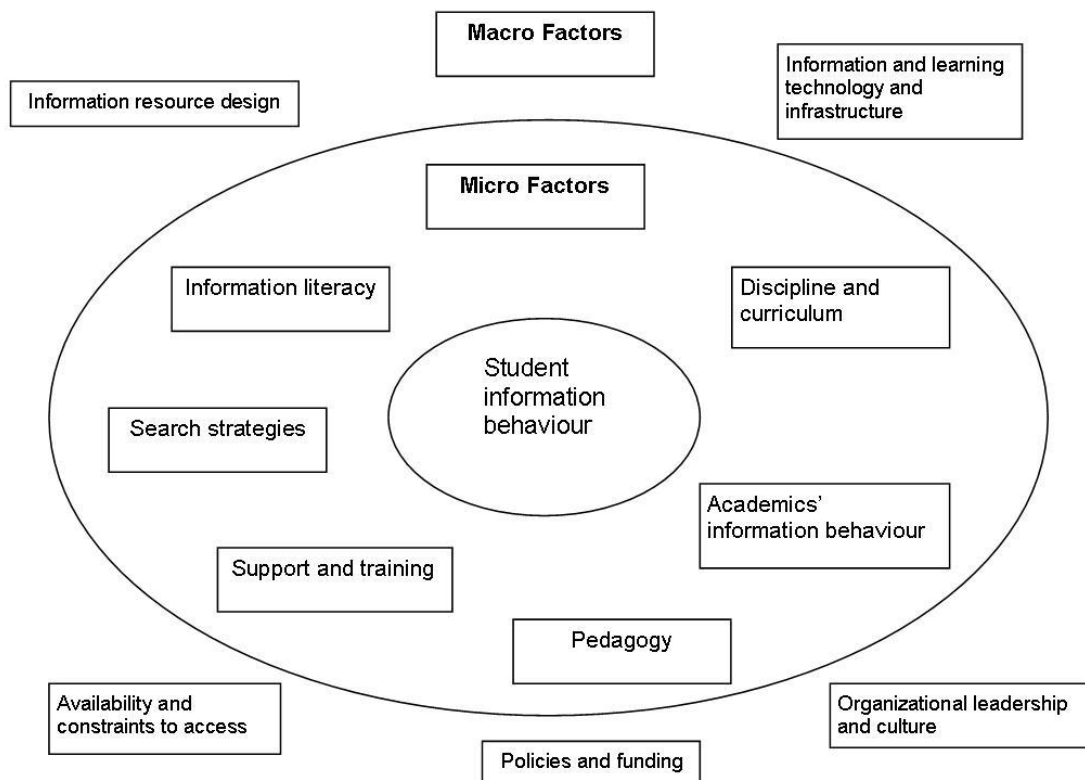 Macro Factors
Information resource design
Information and learning
technology and
infrastructure
Micro Factors
Information literacy
Discipline and
curriculum
Student
information
behaviour
Search strategies
Academics’
information behaviour
Support and training
Pedagogy
Availability and
constraints to access
Organizational leadership
and culture
Policies and funding